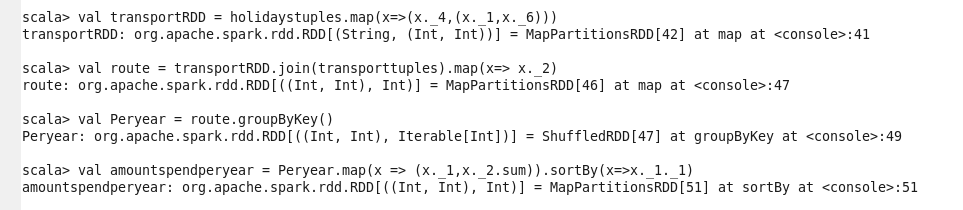 scala> val transportRDD = holidaystuples.map(x=>(x._4,(x._1,x._6)))
transportRDD: org.apache.spark.rdd.RDD[(String, (Int, Int))] = MapPartitionsRDD[42] at map at <console>:41
scala> val route = transportRDD.join(transporttuples).map(x=> x._2)
route: org.apache.spark.rdd.RDD[((Int, Int), Int)] = MapPartitionsRDD[46] at map at <console>:47
scala> val Peryear = route.groupByKey()
Peryear: org.apache.spark.rdd.RDD[((Int, Int), Iterable[Int])] = ShuffledRDD[47] at groupByKey at <console>:49
scala> val amountspendperyear = Peryear.map(x => (x._1,x._2.sum)).sortBy(x=>x._1._1)
amountspendperyear: org.apache.spark.rdd.RDD[((Int, Int), Int)] = MapPartitionsRDD[51] at sortBy at <console>:51